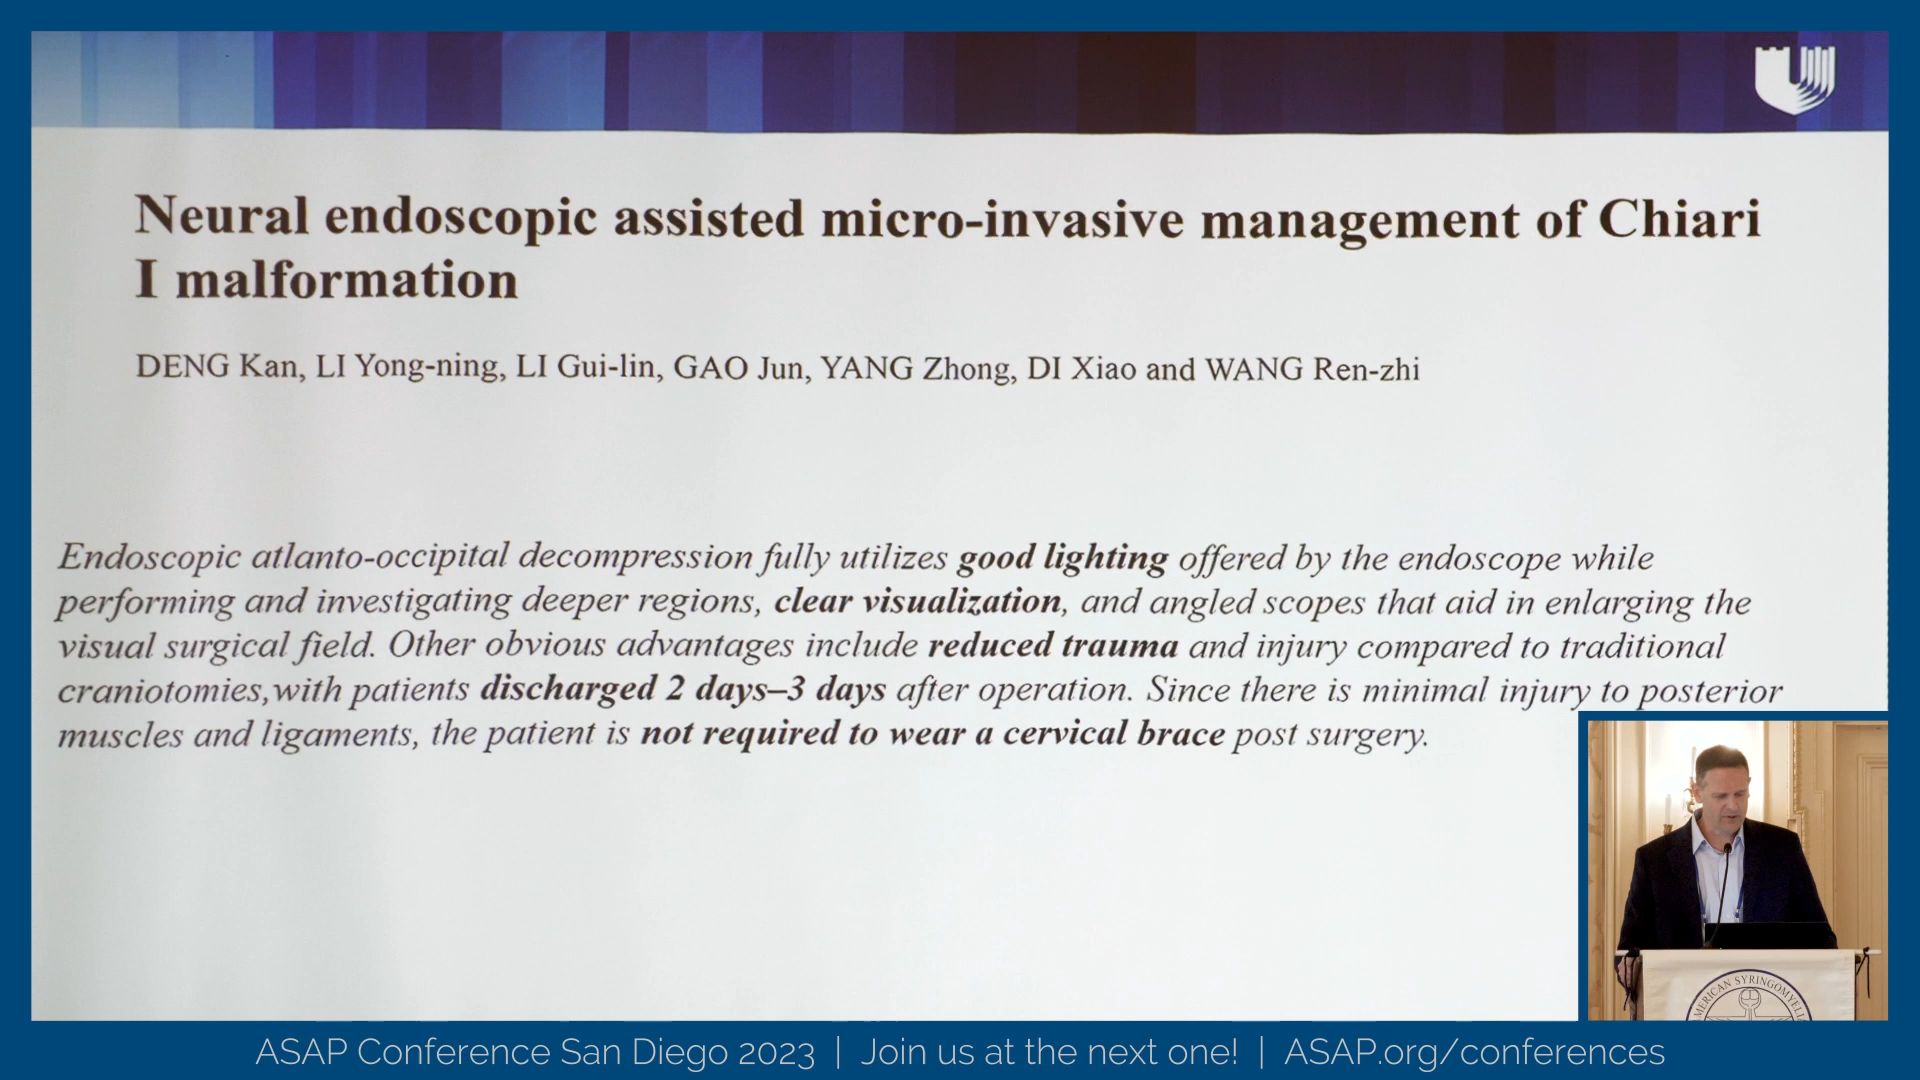 Neural endoscopic assisted micro-invasive management of Chiari
I malformation
DENG Kan, LI Yong-ning, LI Gui-lin, GAO Jun, YANG Zhong, DI Xiao and WANG Ren-zhi
Endoscopic atlanto-occipital decompression fully utilizes good lighting offered by the endoscope while
performing and investigating deeper regions, clear visualization, and angled scopes that aid in enlarging the
visual surgical field. Other obvious advantages include reduced trauma and injury compared to traditional
craniotomies,with patients discharged 2 days–3 days after operation. Since there is minimal injury to posterior
muscles and ligaments, the patient is not required to wear a cervical brace post surgery.
ASAP Conference San Diego 2023 | Join us at the next one! | ASAP.org/conferences